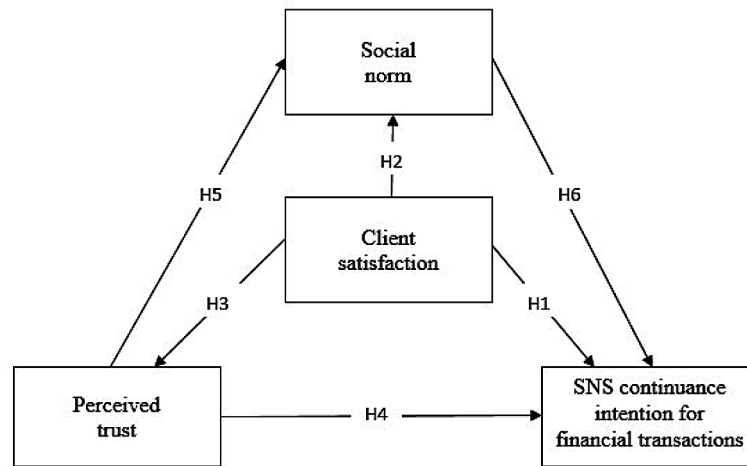 Social
norm
H2
H5
H6
Client
satisfaction
H3
H1
Perceived
trust
H4
SNS continuance
intention for
financial transactions